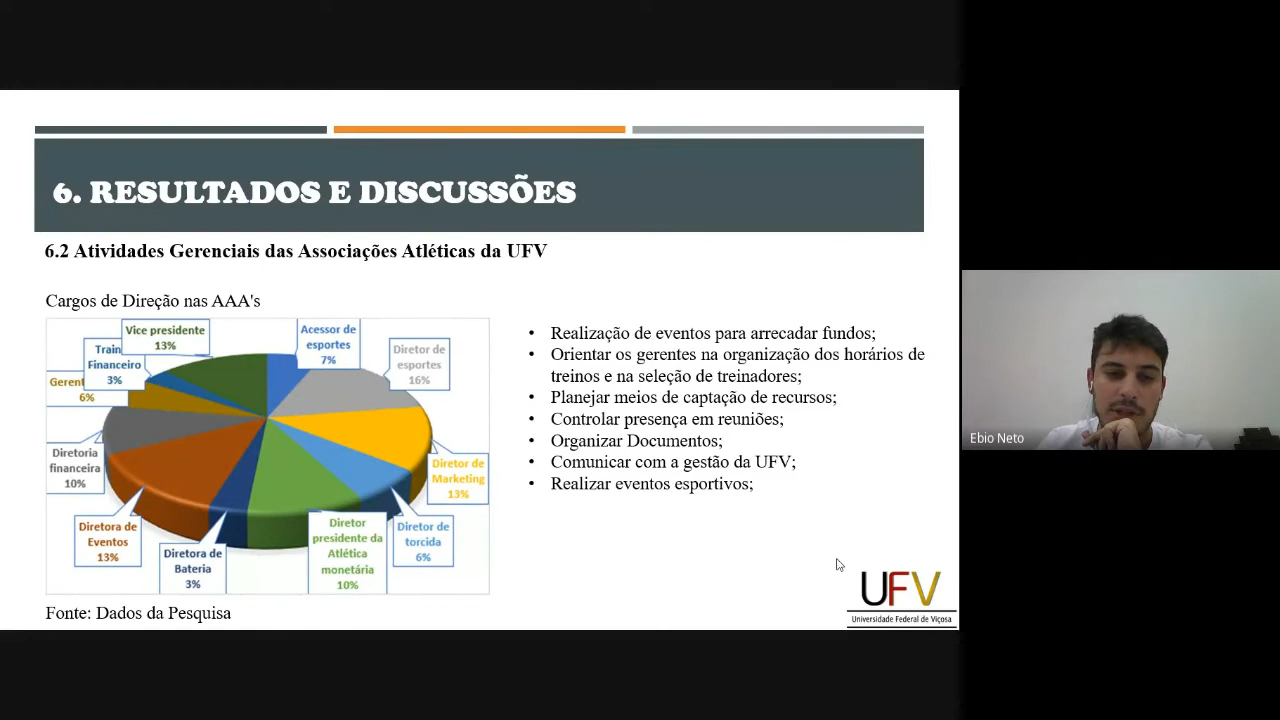 6. RESULTADOS E DISCUSSÕES
6.2 Atividades Gerenciais das Associações Atléticas da UFV
Cargos de Direção nas AAA's
Vice presidente
13%
Acessor de
esportes
7%
Diretor de
esportes
16%
Diretor de
Marketing
13%
Diretor de
torcida
6%
Diretor
presidente da
Atlética
monetária
10%
Diretora de
Bateria
3%
Diretora de
Eventos
13%
Diretoria
financeira
10%
6%
Financeiro
3%
Fonte: Dados da Pesquisa
• Realização de eventos para arrecadar fundos;
• Orientar os gerentes na organização dos horários de
treinos e na seleção de treinadores;
• Planejar meios de captação de recursos;
• Controlar presença em reuniões;
• Organizar Documentos;
• Comunicar com a gestão da UFV;
• Realizar eventos esportivos;
UFV
Universidade Federal de Viçosa
Ebio Neto